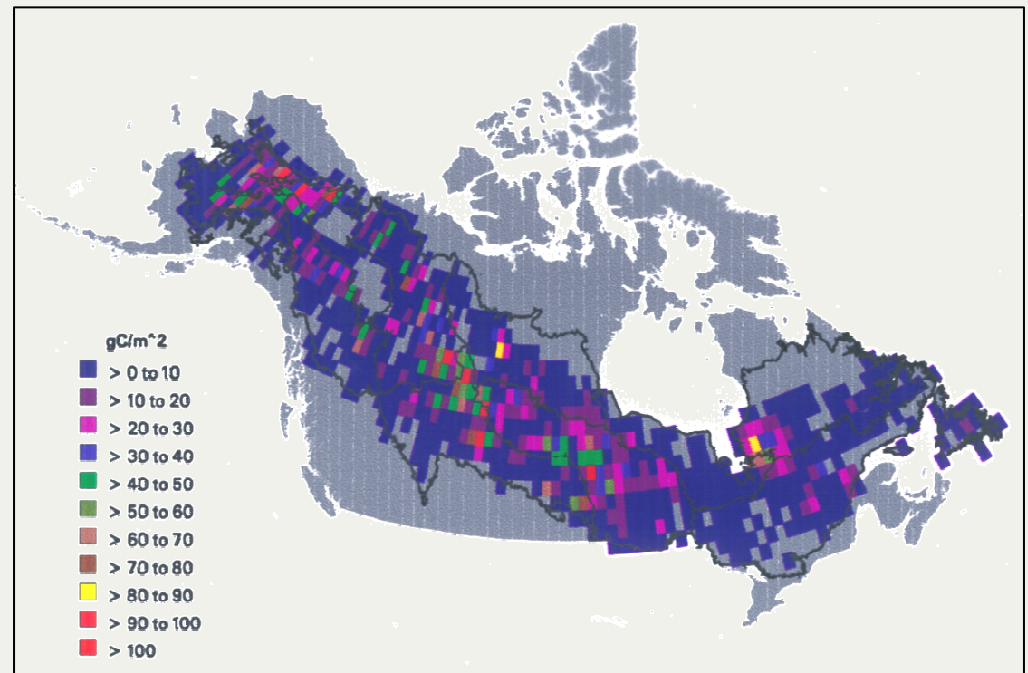 gC/m^2
> 0 to 10
> 10 to 20
> 20 to 30
> 30 to 40
> 40 to 50
> 50 to 60
> 60 to 70
> 70 to 80
> 80 to 90
> 90 to 100
> 100